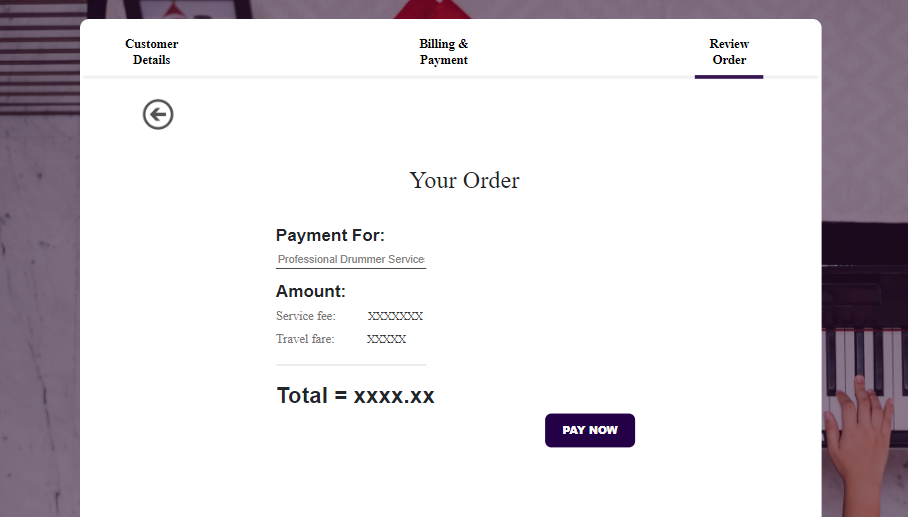 Customer
Details
Billing &
Payment
Review
Order
Your Order
Payment For:
Professional Drummer Service
Amount:
Service fee: XXXXXXX
Travel fare: XXXXX
Total = xxxx.xx
PAY NOW